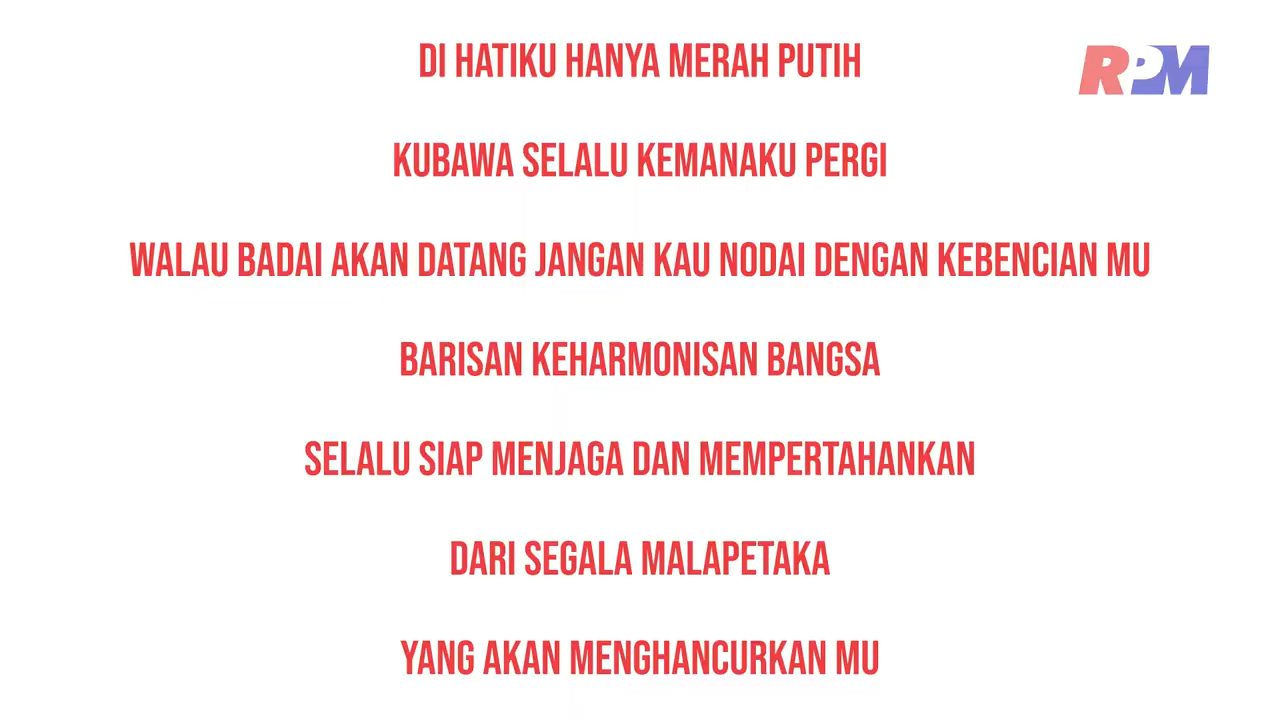 DI HATIKU HANYA MERAH PUTIH
RPM
KUBAWA SELALU KEMANAKU PERGI
WALAU BADAI AKAN DATANG JANGAN KAU NODAI DENGAN KEBENCIAN MU
BARISAN KEHARMONISAN BANGSA
SELALU SIAP MENJAGA DAN MEMPERTAHANKAN
DARI SEGALA MALAPETAKA
YANG AKAN MENGHANCURKAN MU